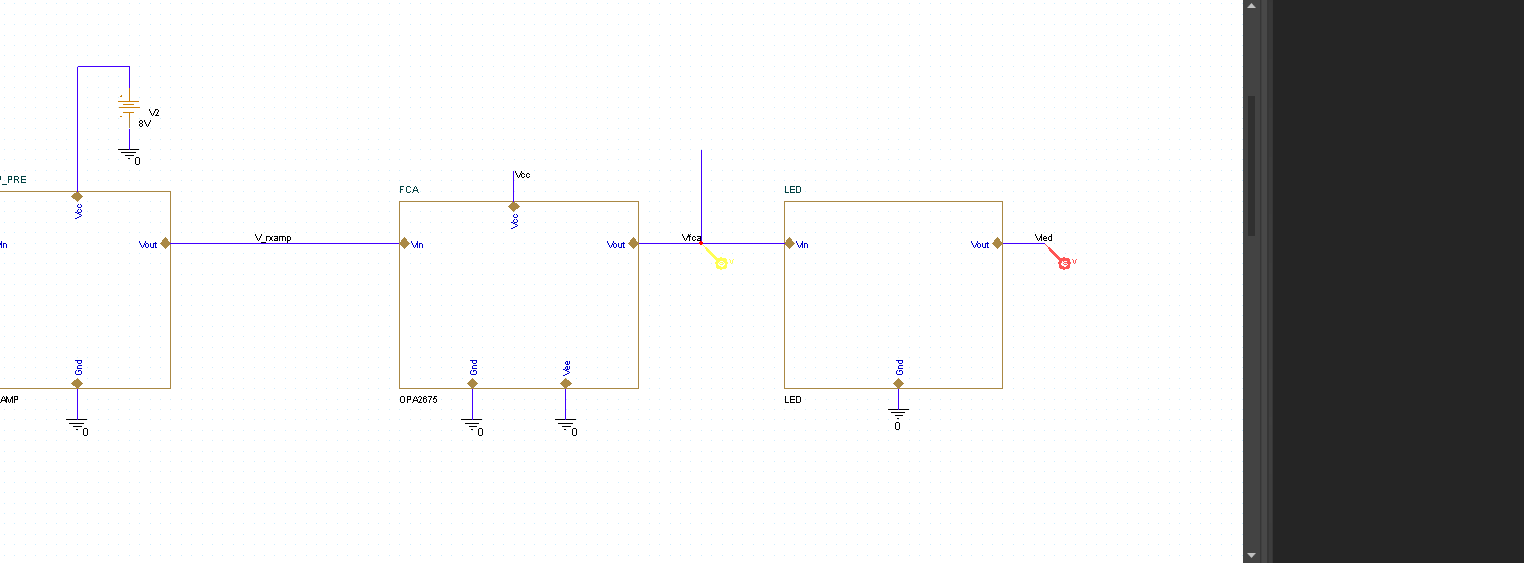 V2
8V
0
P_PRE
Vcc
In
Vout
Gnd
AMP
0
V_rxamp
FCA
Vcc
Vcc
Vin
Vout
Gnd
Vee
OPA2675
0
0
Vfca
V
LED
Vin
Vout
Gnd
LED
0
Vled
V